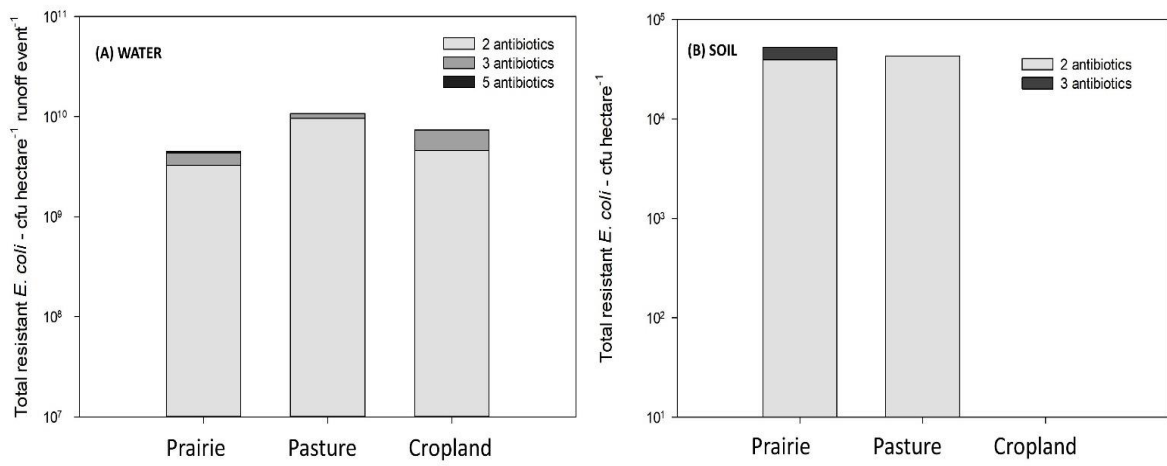 (A) WATER
2 antibiotics
3 antibiotics
5 antibiotics
Total resistant E. coli - cfu hectare⁻¹ runoff event⁻¹
10¹¹
10¹⁰
10⁹
10⁸
10⁷
Prairie Pasture Cropland
(B) SOIL
2 antibiotics
3 antibiotics
Total resistant E. coli - cfu hectare⁻¹
10⁵
10⁴
10³
10²
10¹
Prairie Pasture Cropland